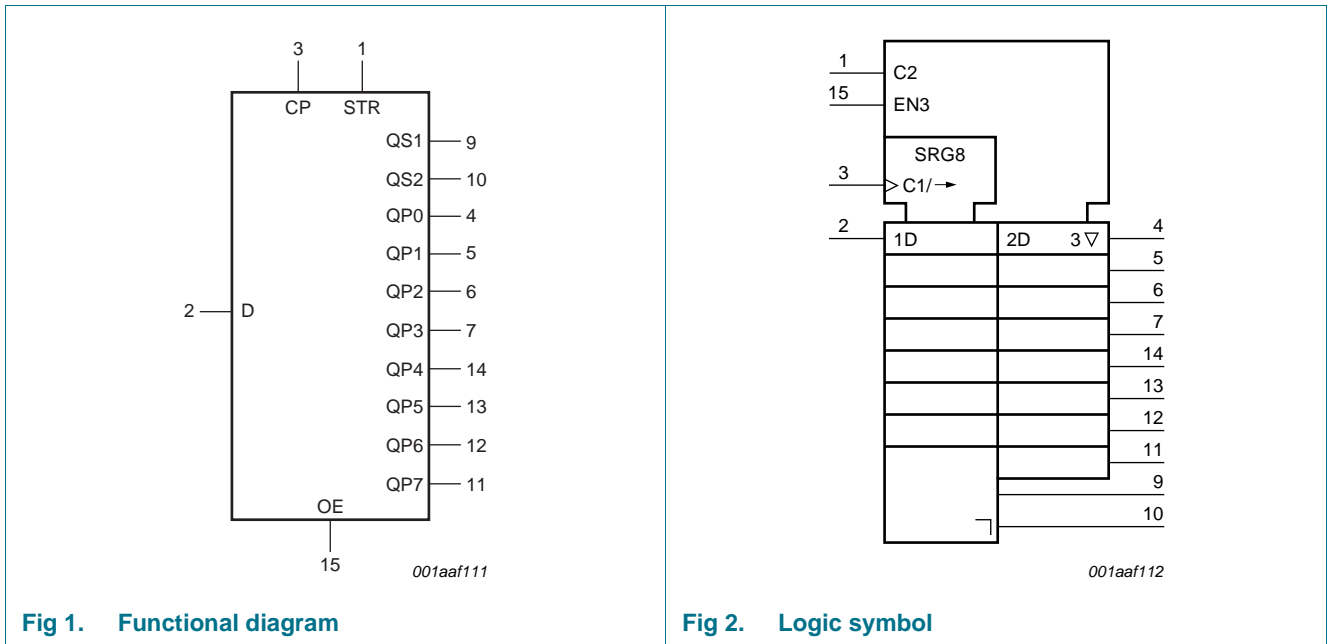 3 1
CP STR
QS1 9
QS2 10
QP0 4
QP1 5
QP2 6
2 D
QP3 7
QP4 14
QP5 13
QP6 12
QP7 11
OE
15
001aaf111
Fig 1. Functional diagram
1 C2
15 EN3
SRG8
3 C1/→
2 1D 2D 3▽ 4
5
6
7
14
13
12
11
9
10
001aaf112
Fig 2. Logic symbol